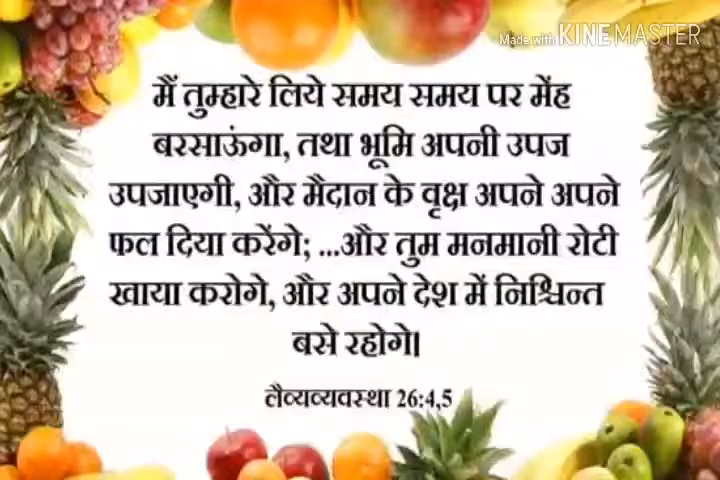 Made with KINEMASTER
मैं तुम्हारे लिये समय समय पर मेंह
बरसाऊंगा, तथा भूमि अपनी उपज
उपजाएगी, और मैदान के वृक्ष अपने अपने
फल दिया करेंगे; ...और तुम मनमानी रोटी
खाया करोगे, और अपने देश में निश्चिन्त
बसे रहोगे।
लैव्यव्यवस्था 26:4,5